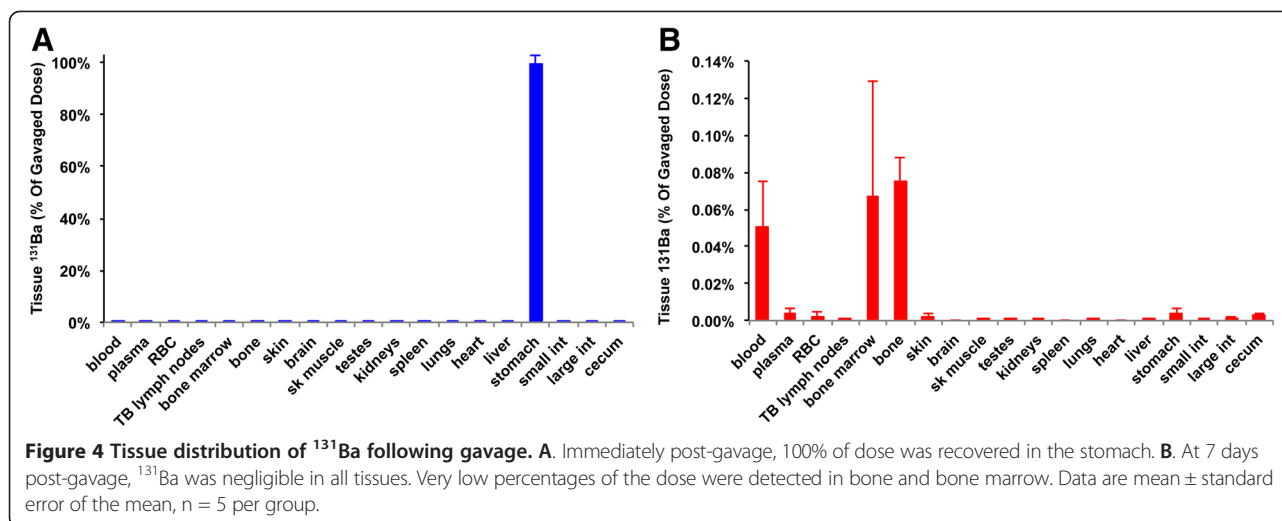 A
Tissue ¹³¹Ba (% Of Gavaged Dose)
100%
80%
60%
40%
20%
0%
blood
plasma
RBC
TB lymph nodes
bone marrow
bone
skin
brain
sk muscle
testes
kidneys
spleen
lungs
heart
liver
stomach
small int
large int
cecum
B
Tissue 131Ba (% Of Gavaged Dose)
0.14%
0.12%
0.10%
0.08%
0.06%
0.04%
0.02%
0.00%
blood
plasma
RBC
TB lymph nodes
bone marrow
bone
skin
brain
sk muscle
testes
kidneys
spleen
lungs
heart
liver
stomach
small int
large int
cecum
Figure 4 Tissue distribution of ¹³¹Ba following gavage. A. Immediately post-gavage, 100% of dose was recovered in the stomach. B. At 7 days
post-gavage, ¹³¹Ba was negligible in all tissues. Very low percentages of the dose were detected in bone and bone marrow. Data are mean ± standard
error of the mean, n = 5 per group.